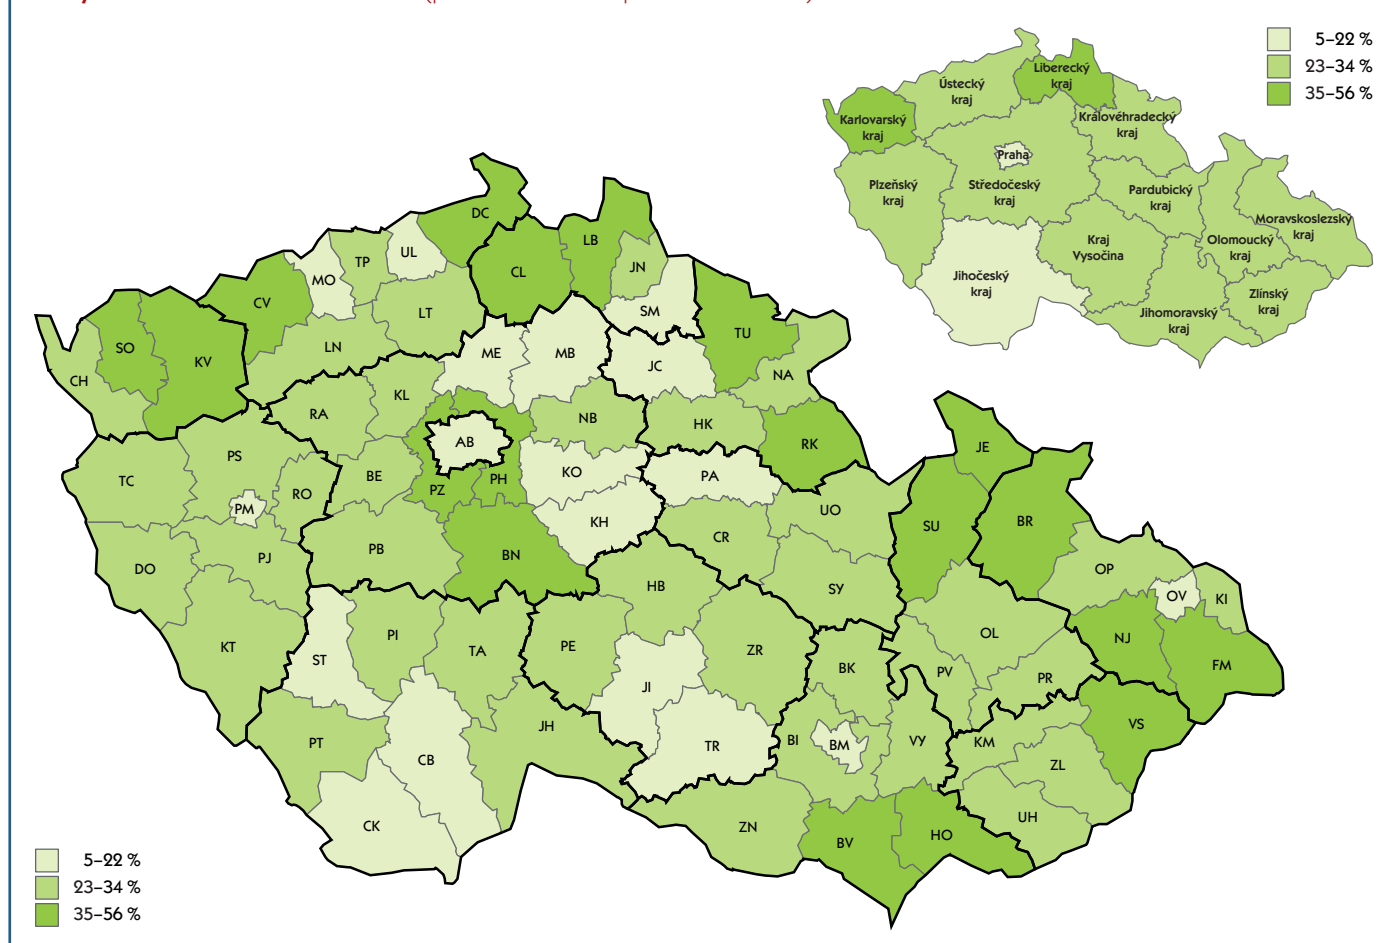 5–22 %
23–34 %
35–56 %
Ústecký
kraj
Liberecký
kraj
Karlovarský
kraj
Královéhradecký
kraj
Praha
Plzeňský
kraj
Středočeský
kraj
Pardubický
kraj
Moravskoslezský
kraj
Kraj
Vysočina
Olomoucký
kraj
Jihočeský
kraj
Zlínský
kraj
Jihomoravský
kraj
DC
UL
TP
MO
CV
LT
LN
CL
LB
JN
SM
SO
KV
CH
ME
MB
JC
TU
NA
RA
KL
AB
NB
HK
RK
TC
PS
RO
PM
BE
PZ
PH
KO
PA
KH
UO
JE
SU
BR
DO
PJ
PB
BN
CR
HB
SY
OP
OV
KI
KT
ST
PI
TA
PE
ZR
JI
BK
OL
PV
PR
NJ
FM
PT
CB
JH
TR
BI
BM
VY
KM
ZL
VS
CK
ZN
BV
HO
UH
5–22 %
23–34 %
35–56 %